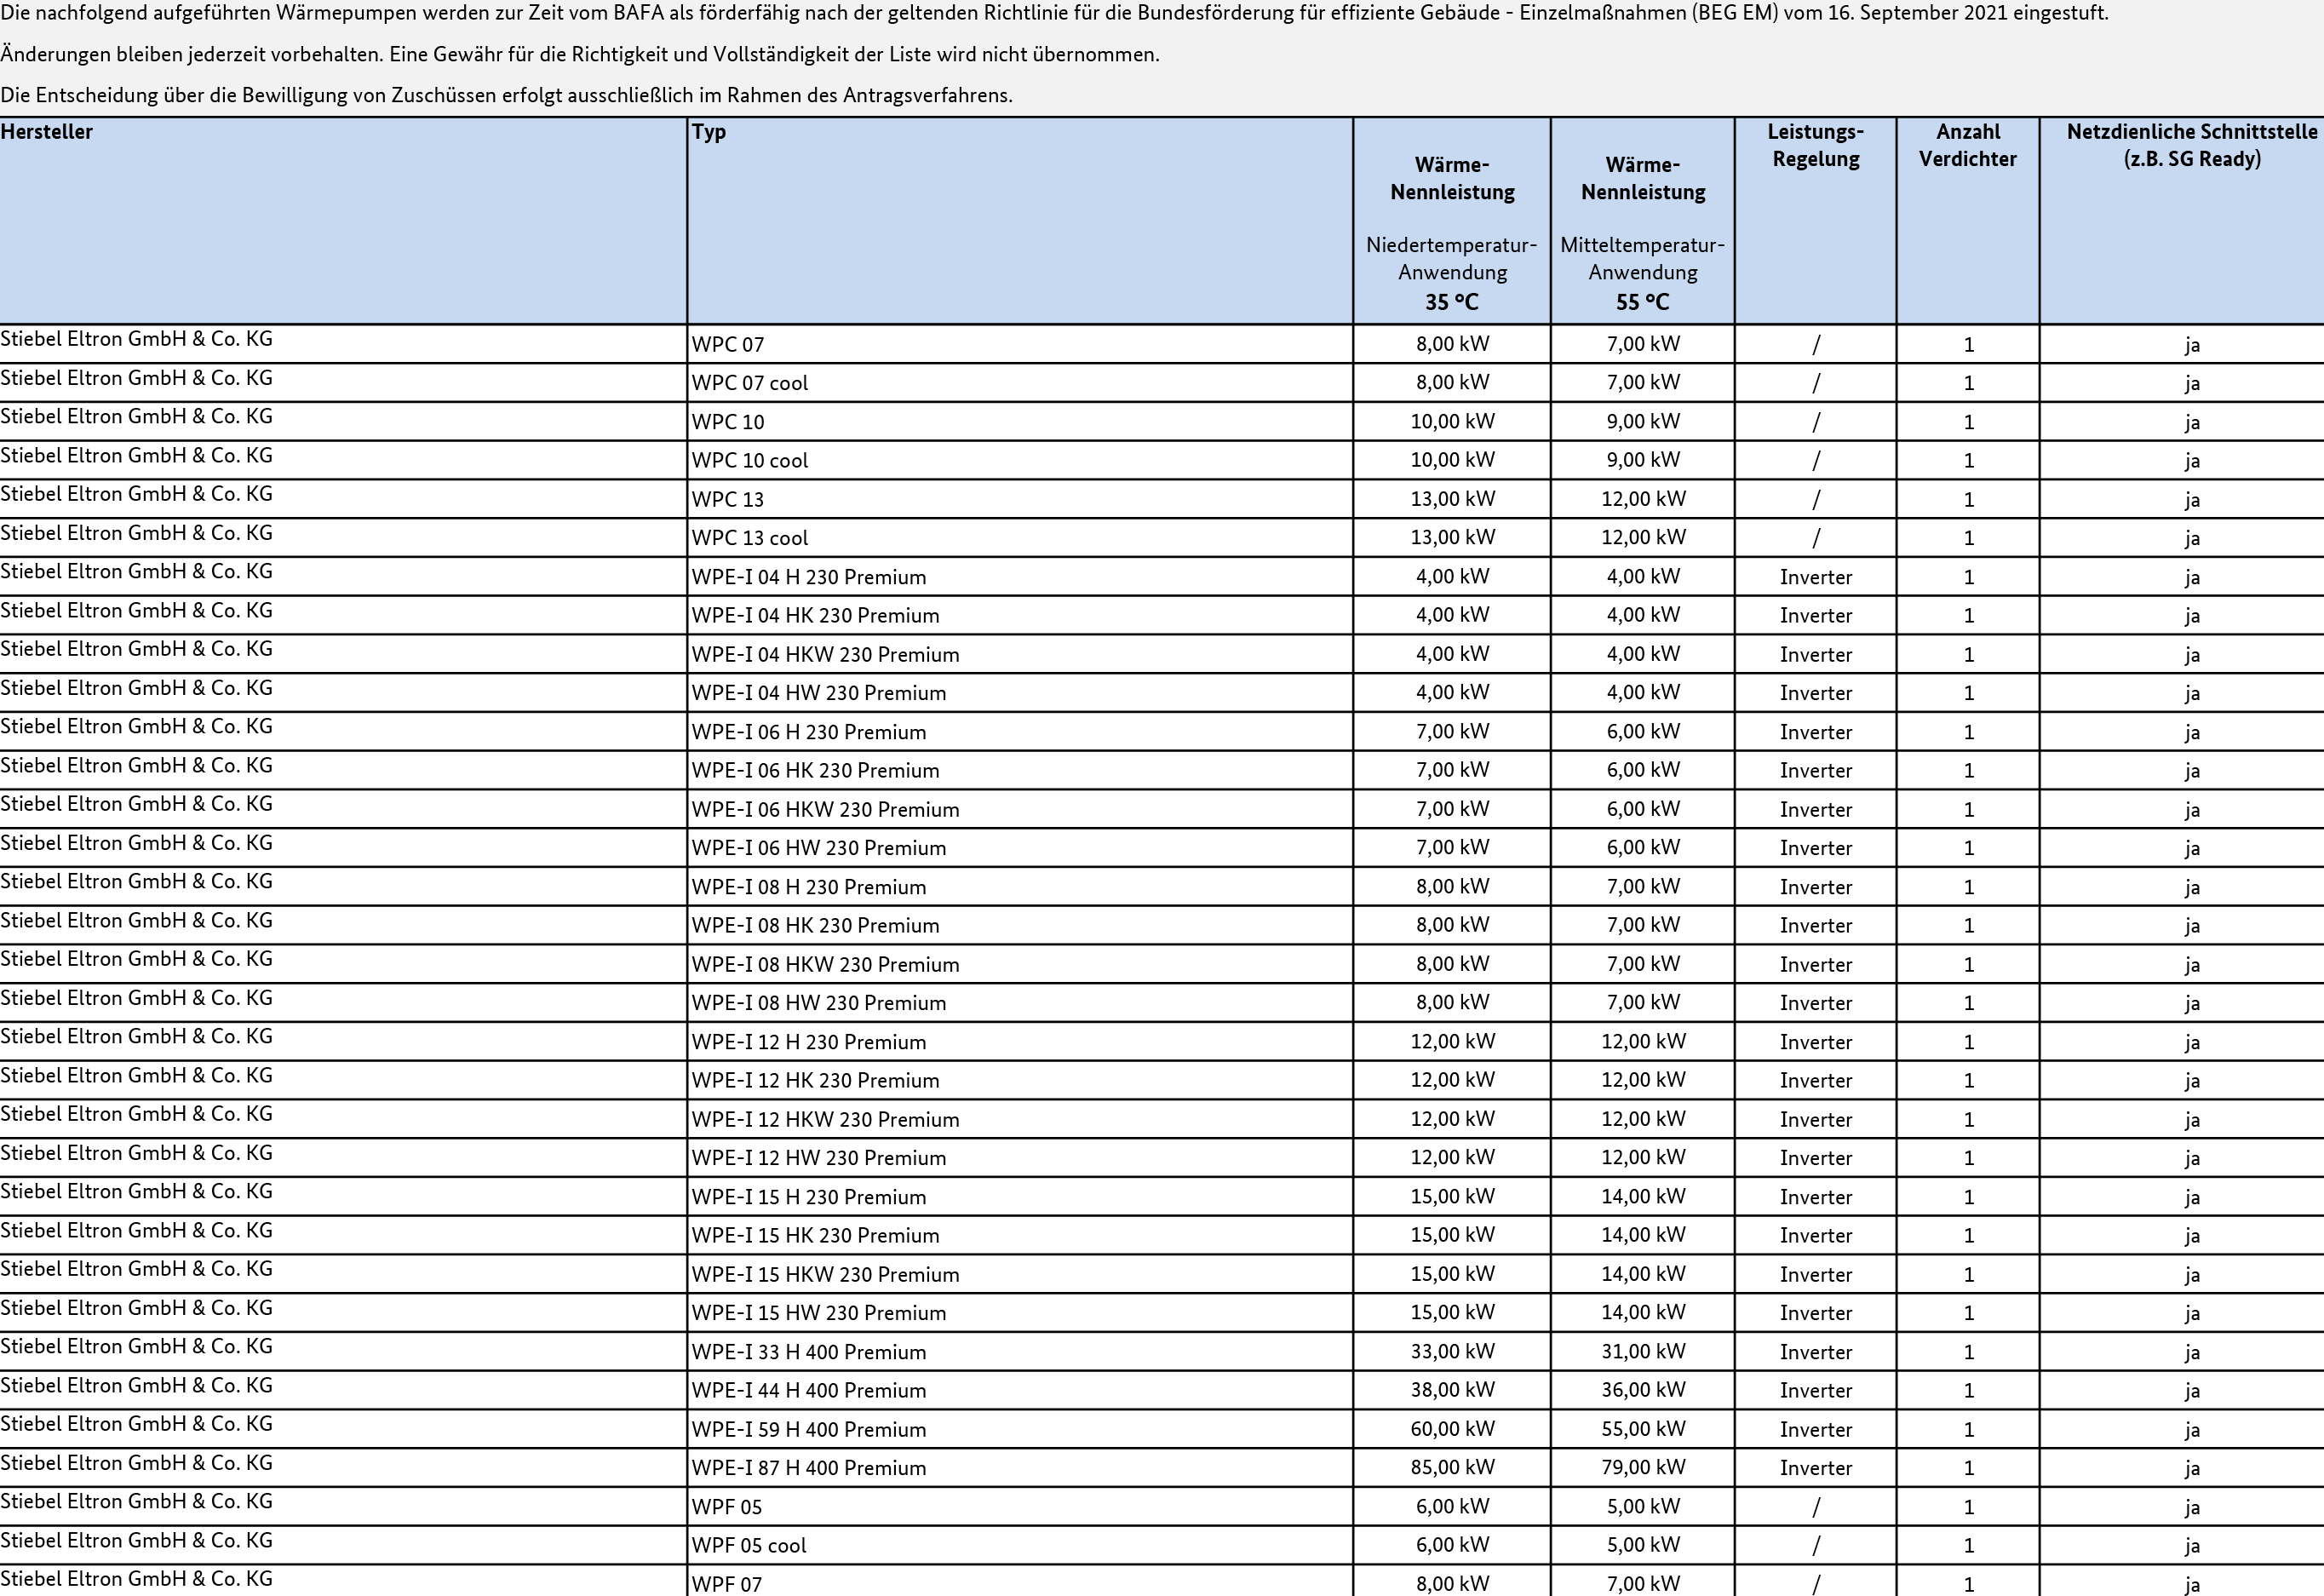 Die nachfolgend aufgeführten Wärmepumpen werden zur Zeit vom BAFA als förderfähig nach der geltenden Richtlinie für die Bundesförderung für effiziente Gebäude - Einzelmaßnahmen (BEG EM) vom 16. September 2021 eingestuft.
Änderungen bleiben jederzeit vorbehalten. Eine Gewähr für die Richtigkeit und Vollständigkeit der Liste wird nicht übernommen.
Die Entscheidung über die Bewilligung von Zuschüssen erfolgt ausschließlich im Rahmen des Antragsverfahrens.
Hersteller Typ Wärme-Nennleistung Niedertemperatur-Anwendung 35 °C Wärme-Nennleistung Mitteltemperatur-Anwendung 55 °C Leistungs-Regelung Anzahl Verdichter Netzdienliche Schnittstelle (z.B. SG Ready)
Stiebel Eltron GmbH & Co. KG WPC 07 8,00 kW 7,00 kW / 1 ja
Stiebel Eltron GmbH & Co. KG WPC 07 cool 8,00 kW 7,00 kW / 1 ja
Stiebel Eltron GmbH & Co. KG WPC 10 10,00 kW 9,00 kW / 1 ja
Stiebel Eltron GmbH & Co. KG WPC 10 cool 10,00 kW 9,00 kW / 1 ja
Stiebel Eltron GmbH & Co. KG WPC 13 13,00 kW 12,00 kW / 1 ja
Stiebel Eltron GmbH & Co. KG WPC 13 cool 13,00 kW 12,00 kW / 1 ja
Stiebel Eltron GmbH & Co. KG WPE-I 04 H 230 Premium 4,00 kW 4,00 kW Inverter 1 ja
Stiebel Eltron GmbH & Co. KG WPE-I 04 HK 230 Premium 4,00 kW 4,00 kW Inverter 1 ja
Stiebel Eltron GmbH & Co. KG WPE-I 04 HKW 230 Premium 4,00 kW 4,00 kW Inverter 1 ja
Stiebel Eltron GmbH & Co. KG WPE-I 04 HW 230 Premium 4,00 kW 4,00 kW Inverter 1 ja
Stiebel Eltron GmbH & Co. KG WPE-I 06 H 230 Premium 7,00 kW 6,00 kW Inverter 1 ja
Stiebel Eltron GmbH & Co. KG WPE-I 06 HK 230 Premium 7,00 kW 6,00 kW Inverter 1 ja
Stiebel Eltron GmbH & Co. KG WPE-I 06 HKW 230 Premium 7,00 kW 6,00 kW Inverter 1 ja
Stiebel Eltron GmbH & Co. KG WPE-I 06 HW 230 Premium 7,00 kW 6,00 kW Inverter 1 ja
Stiebel Eltron GmbH & Co. KG WPE-I 08 H 230 Premium 8,00 kW 7,00 kW Inverter 1 ja
Stiebel Eltron GmbH & Co. KG WPE-I 08 HK 230 Premium 8,00 kW 7,00 kW Inverter 1 ja
Stiebel Eltron GmbH & Co. KG WPE-I 08 HKW 230 Premium 8,00 kW 7,00 kW Inverter 1 ja
Stiebel Eltron GmbH & Co. KG WPE-I 08 HW 230 Premium 8,00 kW 7,00 kW Inverter 1 ja
Stiebel Eltron GmbH & Co. KG WPE-I 12 H 230 Premium 12,00 kW 12,00 kW Inverter 1 ja
Stiebel Eltron GmbH & Co. KG WPE-I 12 HK 230 Premium 12,00 kW 12,00 kW Inverter 1 ja
Stiebel Eltron GmbH & Co. KG WPE-I 12 HKW 230 Premium 12,00 kW 12,00 kW Inverter 1 ja
Stiebel Eltron GmbH & Co. KG WPE-I 12 HW 230 Premium 12,00 kW 12,00 kW Inverter 1 ja
Stiebel Eltron GmbH & Co. KG WPE-I 15 H 230 Premium 15,00 kW 14,00 kW Inverter 1 ja
Stiebel Eltron GmbH & Co. KG WPE-I 15 HK 230 Premium 15,00 kW 14,00 kW Inverter 1 ja
Stiebel Eltron GmbH & Co. KG WPE-I 15 HKW 230 Premium 15,00 kW 14,00 kW Inverter 1 ja
Stiebel Eltron GmbH & Co. KG WPE-I 15 HW 230 Premium 15,00 kW 14,00 kW Inverter 1 ja
Stiebel Eltron GmbH & Co. KG WPE-I 33 H 400 Premium 33,00 kW 31,00 kW Inverter 1 ja
Stiebel Eltron GmbH & Co. KG WPE-I 44 H 400 Premium 38,00 kW 36,00 kW Inverter 1 ja
Stiebel Eltron GmbH & Co. KG WPE-I 59 H 400 Premium 60,00 kW 55,00 kW Inverter 1 ja
Stiebel Eltron GmbH & Co. KG WPE-I 87 H 400 Premium 85,00 kW 79,00 kW Inverter 1 ja
Stiebel Eltron GmbH & Co. KG WPF 05 6,00 kW 5,00 kW / 1 ja
Stiebel Eltron GmbH & Co. KG WPF 05 cool 6,00 kW 5,00 kW / 1 ja
Stiebel Eltron GmbH & Co. KG WPF 07 8,00 kW 7,00 kW / 1 ja